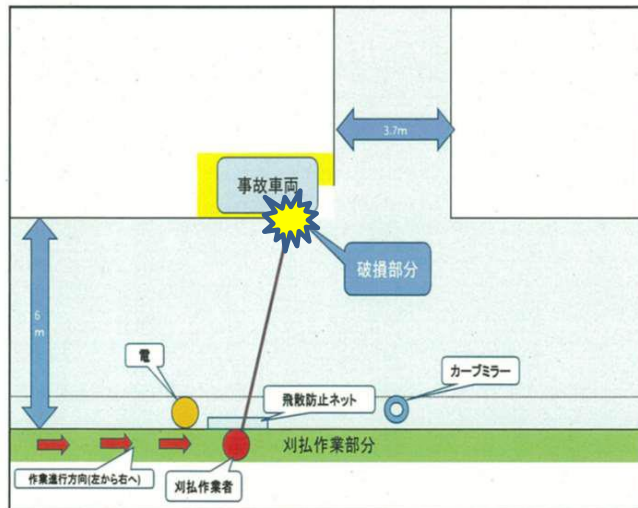 3.7m
事故車両
破損部分
6m
電
飛散防止ネット
カーブミラー
刈払作業部分
作業進行方向(左から右へ)
刈払作業者